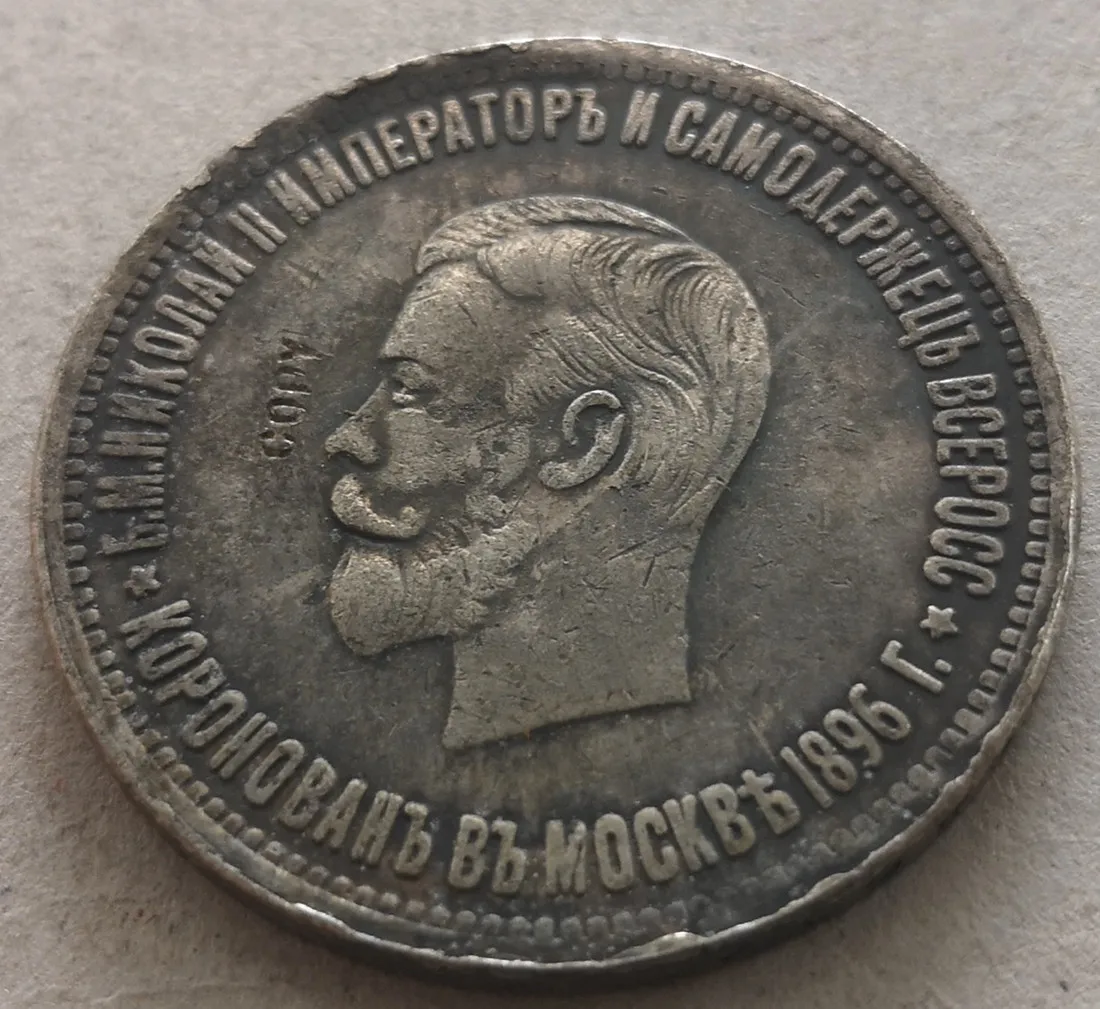 Б.М.НИКОЛАЙ II ИМПЕРАТОРЪ И САМОДЕРЖЕЦЪ ВСЕРОСС
★ КОРОНОВАНЪ ВЪ МОСКВѢ 1896 Г. ★
COPY